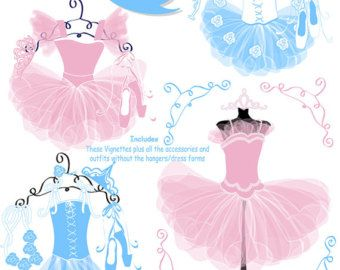 Includes
These Vignettes plus all the accessories and
outfits without the hangers/dress forms